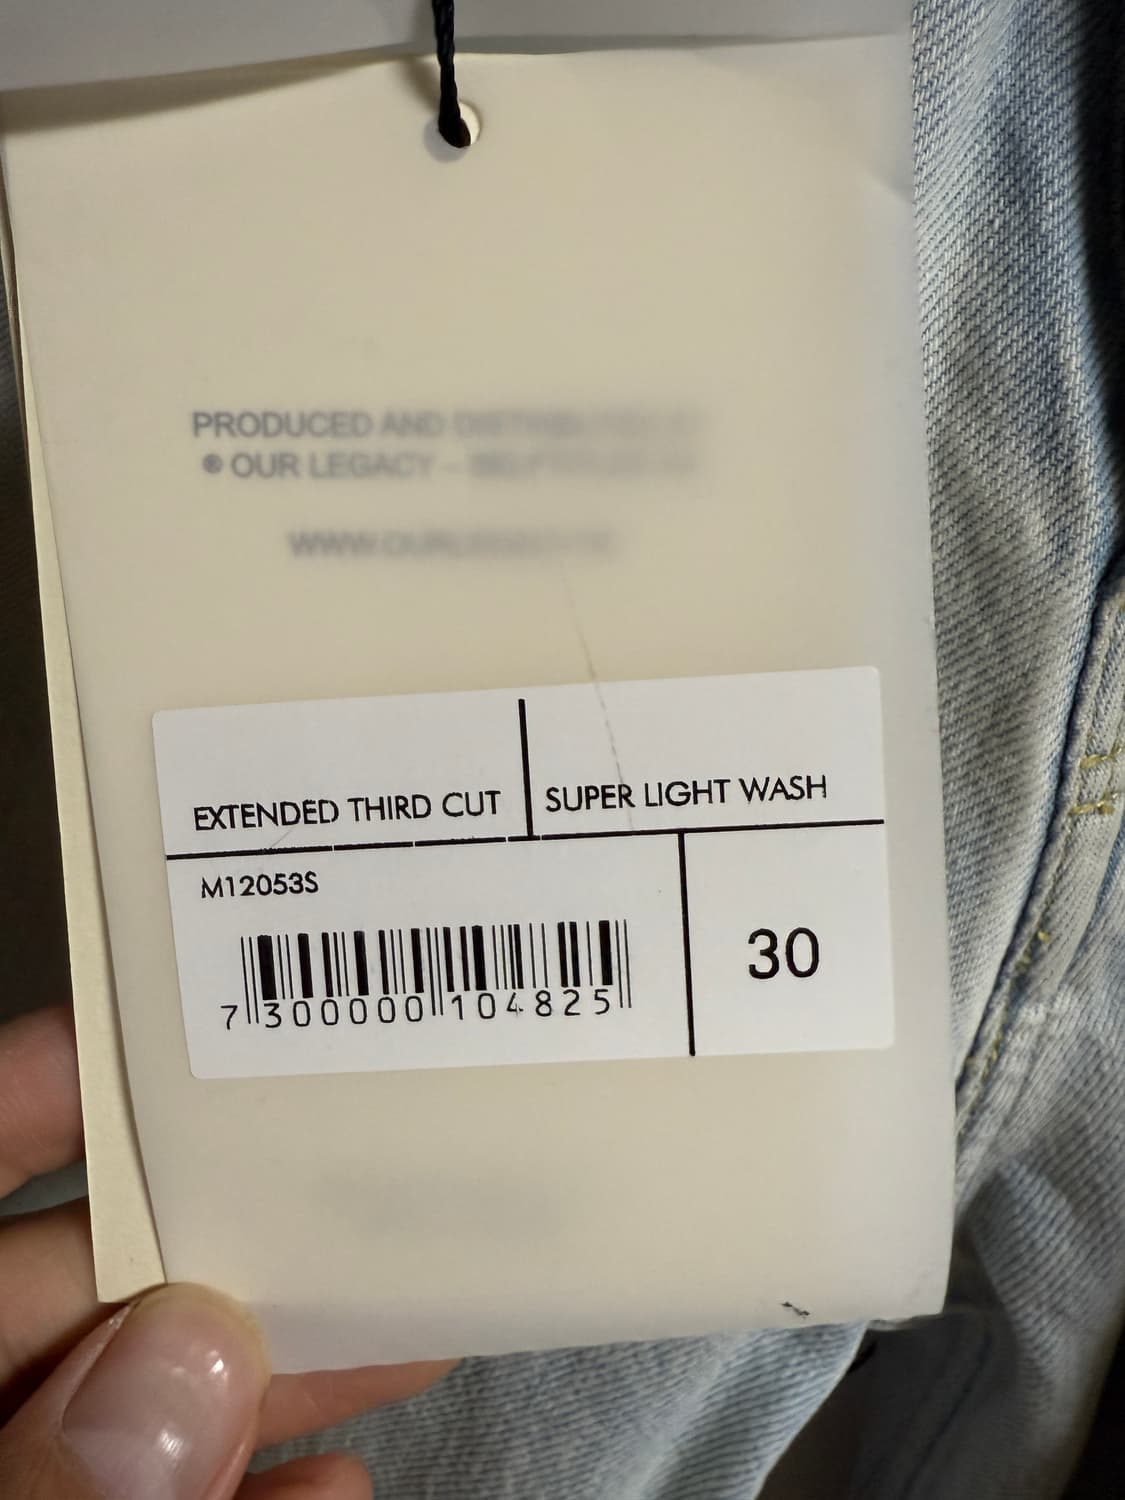 PRODUCED AND
® OUR LEGACY –
EXTENDED THIRD CUT
SUPER LIGHT WASH
M12053S
30
7 300000 104825